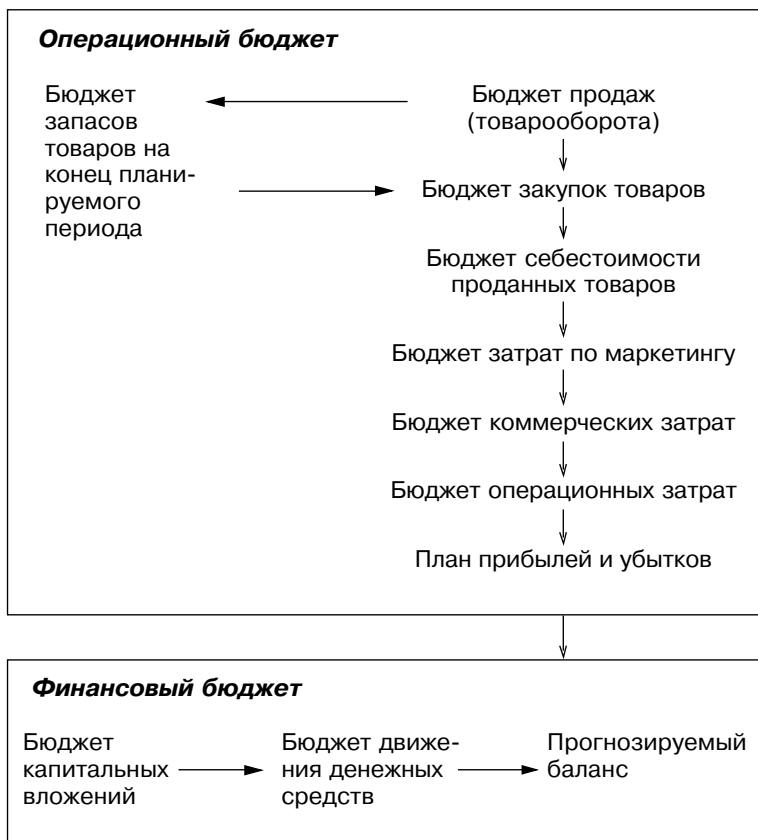 Операционный бюджет
Бюджет
запасов
товаров на
конец плани-
руемого
периода
Бюджет продаж
(товарооборота)
Бюджет закупок товаров
Бюджет себестоимости
проданных товаров
Бюджет затрат по маркетингу
Бюджет коммерческих затрат
Бюджет операционных затрат
План прибылей и убытков
Финансовый бюджет
Бюджет
капитальных
вложений
Бюджет движе-
ния денежных
средств
Прогнозируемый
баланс